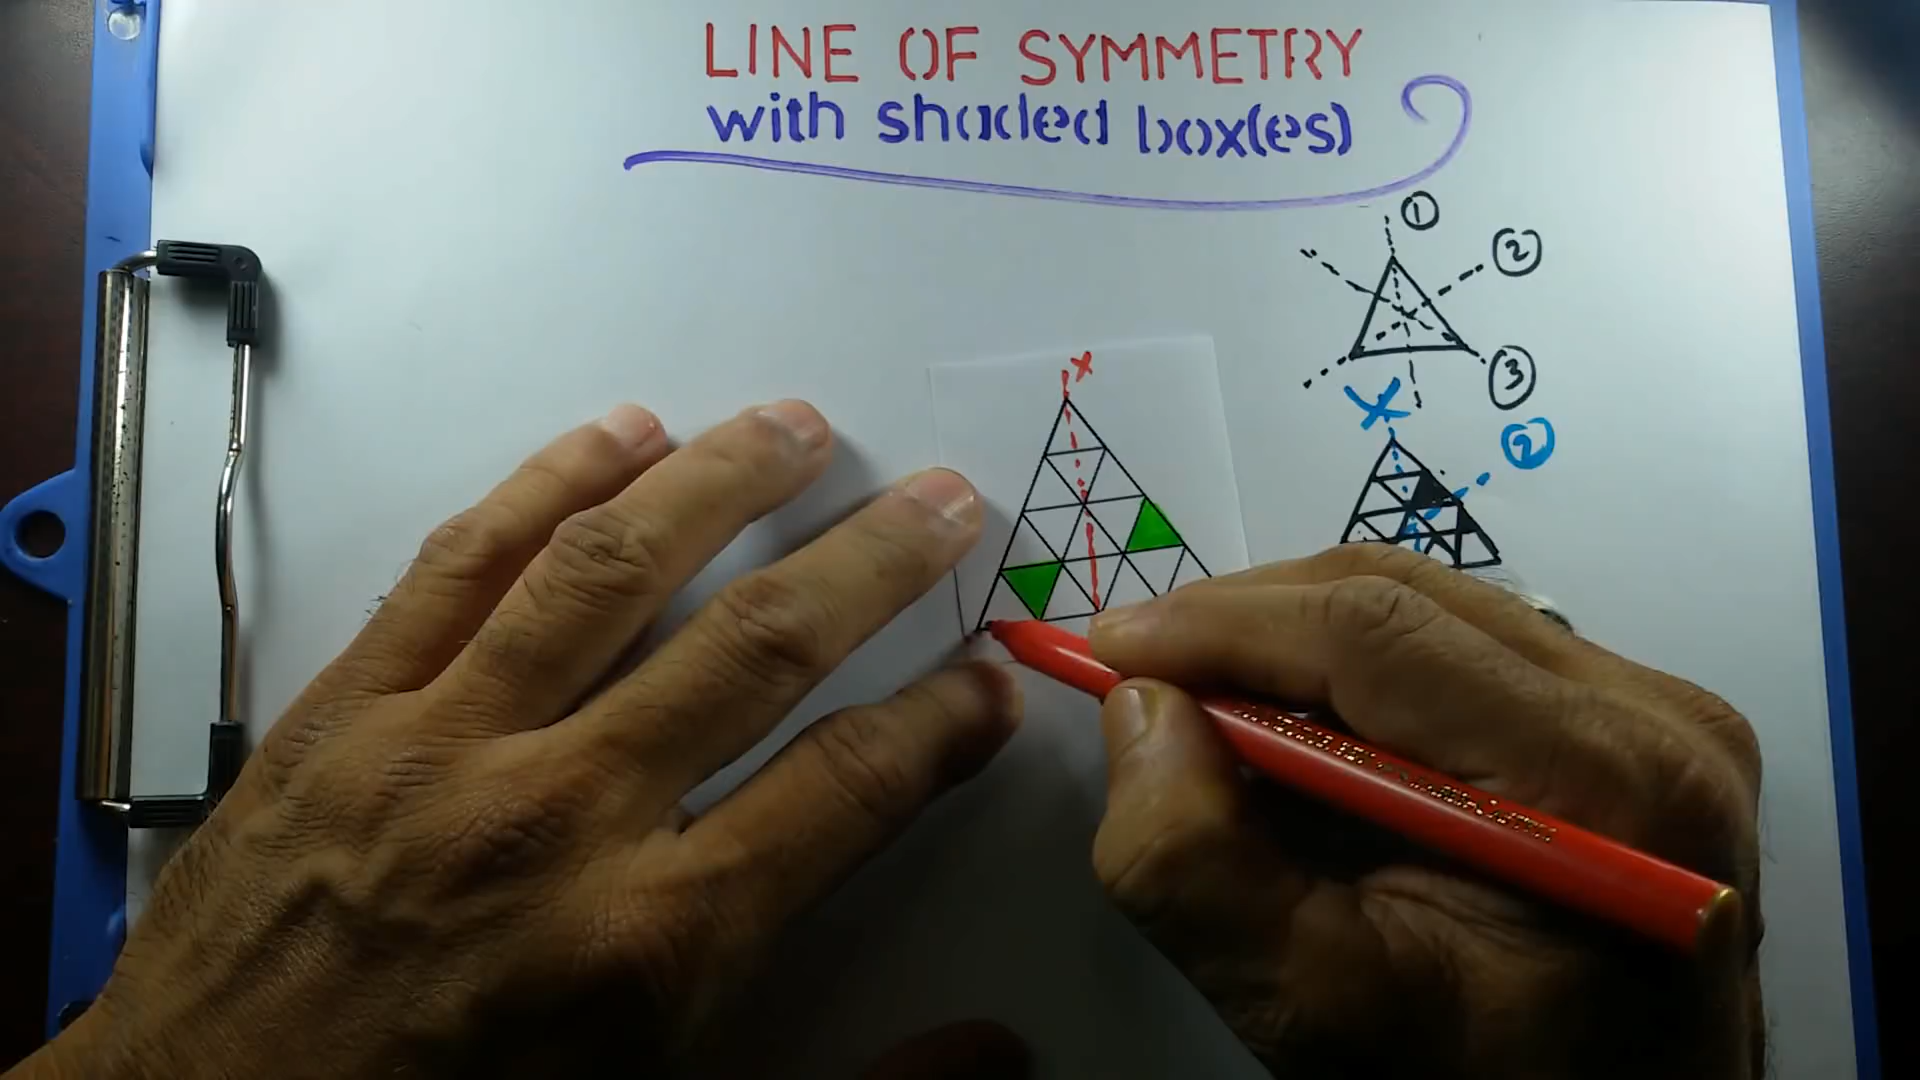 LINE OF SYMMETRY
with shaded box(es)
1
2
3
X
X
2